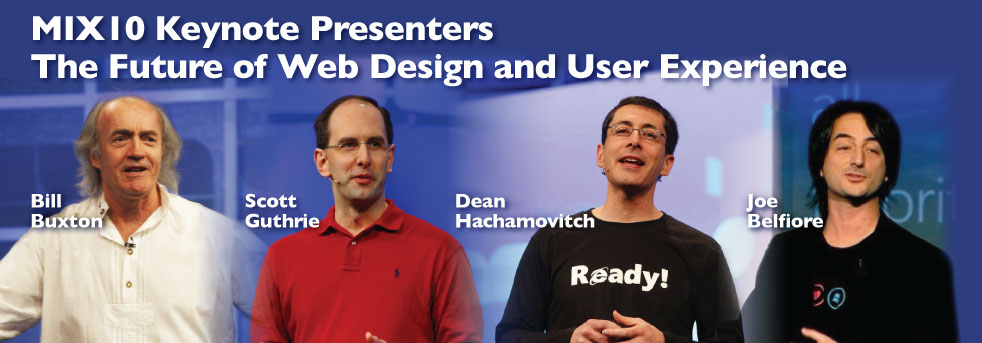 MIX10 Keynote Presenters
The Future of Web Design and User Experience
Bill
Buxton
Scott
Guthrie
Dean
Hachamovitch
Joe
Belfiore
Ready!